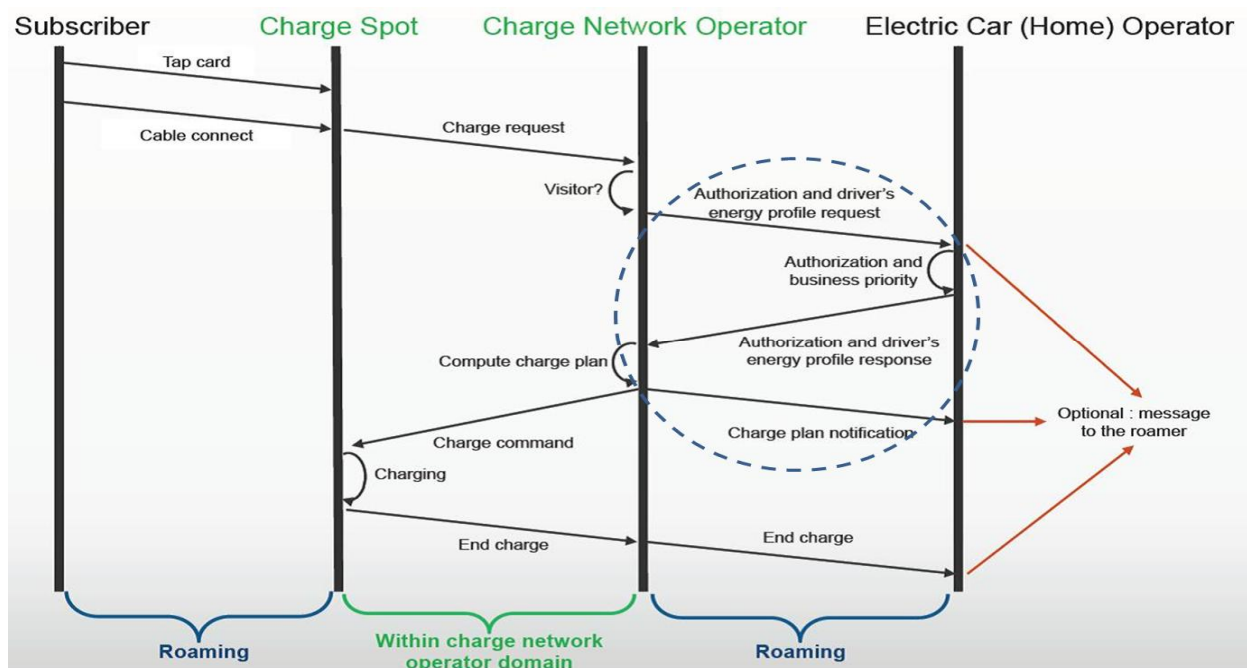 Subscriber
Charge Spot
Charge Network Operator
Electric Car (Home) Operator
Tap card
Cable connect
Charge request
Visitor?
Authorization and driver's
energy profile request
Authorization and
business priority
Authorization and driver's
energy profile response
Compute charge plan
Charge command
Charge plan notification
Optional : message
to the roamer
Charging
End charge
End charge
Roaming
Within charge network
operator domain
Roaming